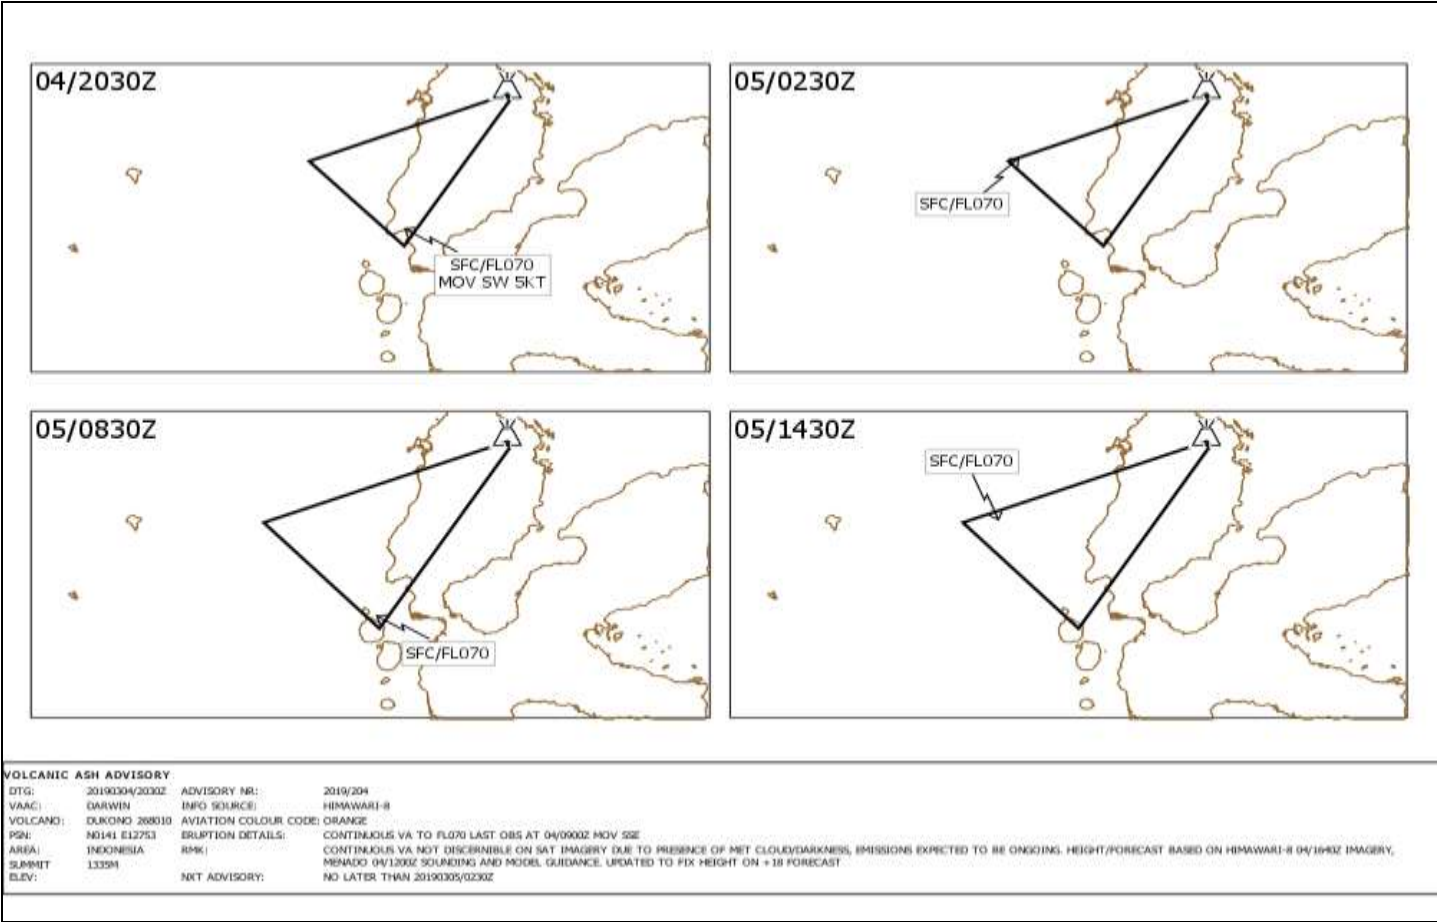 04/2030Z
SFC/FL070
MOV SW 5KT
05/0230Z
SFC/FL070
05/0830Z
SFC/FL070
05/1430Z
SFC/FL070
VOLCANIC ASH ADVISORY
DTG: 20190304/2030Z ADVISORY NR: 2019/204
VAAC: DARWIN INFO SOURCE: HIMAWARI-8
VOLCANO: DUKONO 268010 AVIATION COLOUR CODE: ORANGE
PSN: N0141 E12753 ERUPTION DETAILS: CONTINUOUS VA TO FL070 LAST OBS AT 04/0900Z MOV SSE
AREA: INDONESIA RMK: CONTINUOUS VA NOT DISCERNIBLE ON SAT IMAGERY DUE TO PRESENCE OF MET CLOUD/DARKNESS, EMISSIONS EXPECTED TO BE ONGOING. HEIGHT/FORECAST BASED ON HIMAWARI-8 04/1640Z IMAGERY,
SUMMIT 1335M MENADO 04/1200Z SOUNDING AND MODEL GUIDANCE. UPDATED TO FIX HEIGHT ON +18 FORECAST
ELEV: NXT ADVISORY: NO LATER THAN 20190305/0230Z